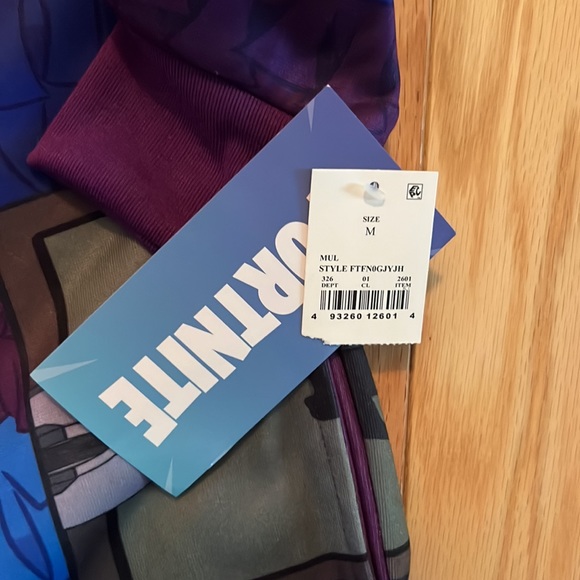 ORTNITE
SIZE
M
MUL
STYLE FTFN0GJYJH
326 01 2601
DEPT CL ITEM
4 93260 12601 4